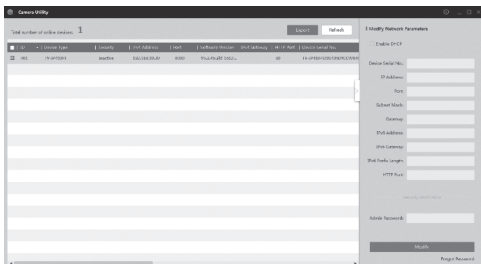 Camera Utility
Total number of online devices: 1
Export
Refresh
ID
Device Type
Security
IPv4 Address
Port
Software Version
IPv4 Gateway
HTTP Port
Device Serial No.
001
Inactive
8000
80
Modify Network Parameters
Enable DHCP
Device Serial No.:
IP Address:
Port:
Subnet Mask:
Gateway:
IPv6 Address:
IPv6 Gateway:
IPv6 Prefix Length:
HTTP Port:
Security Verification
Admin Password:
Modify
Forgot Password